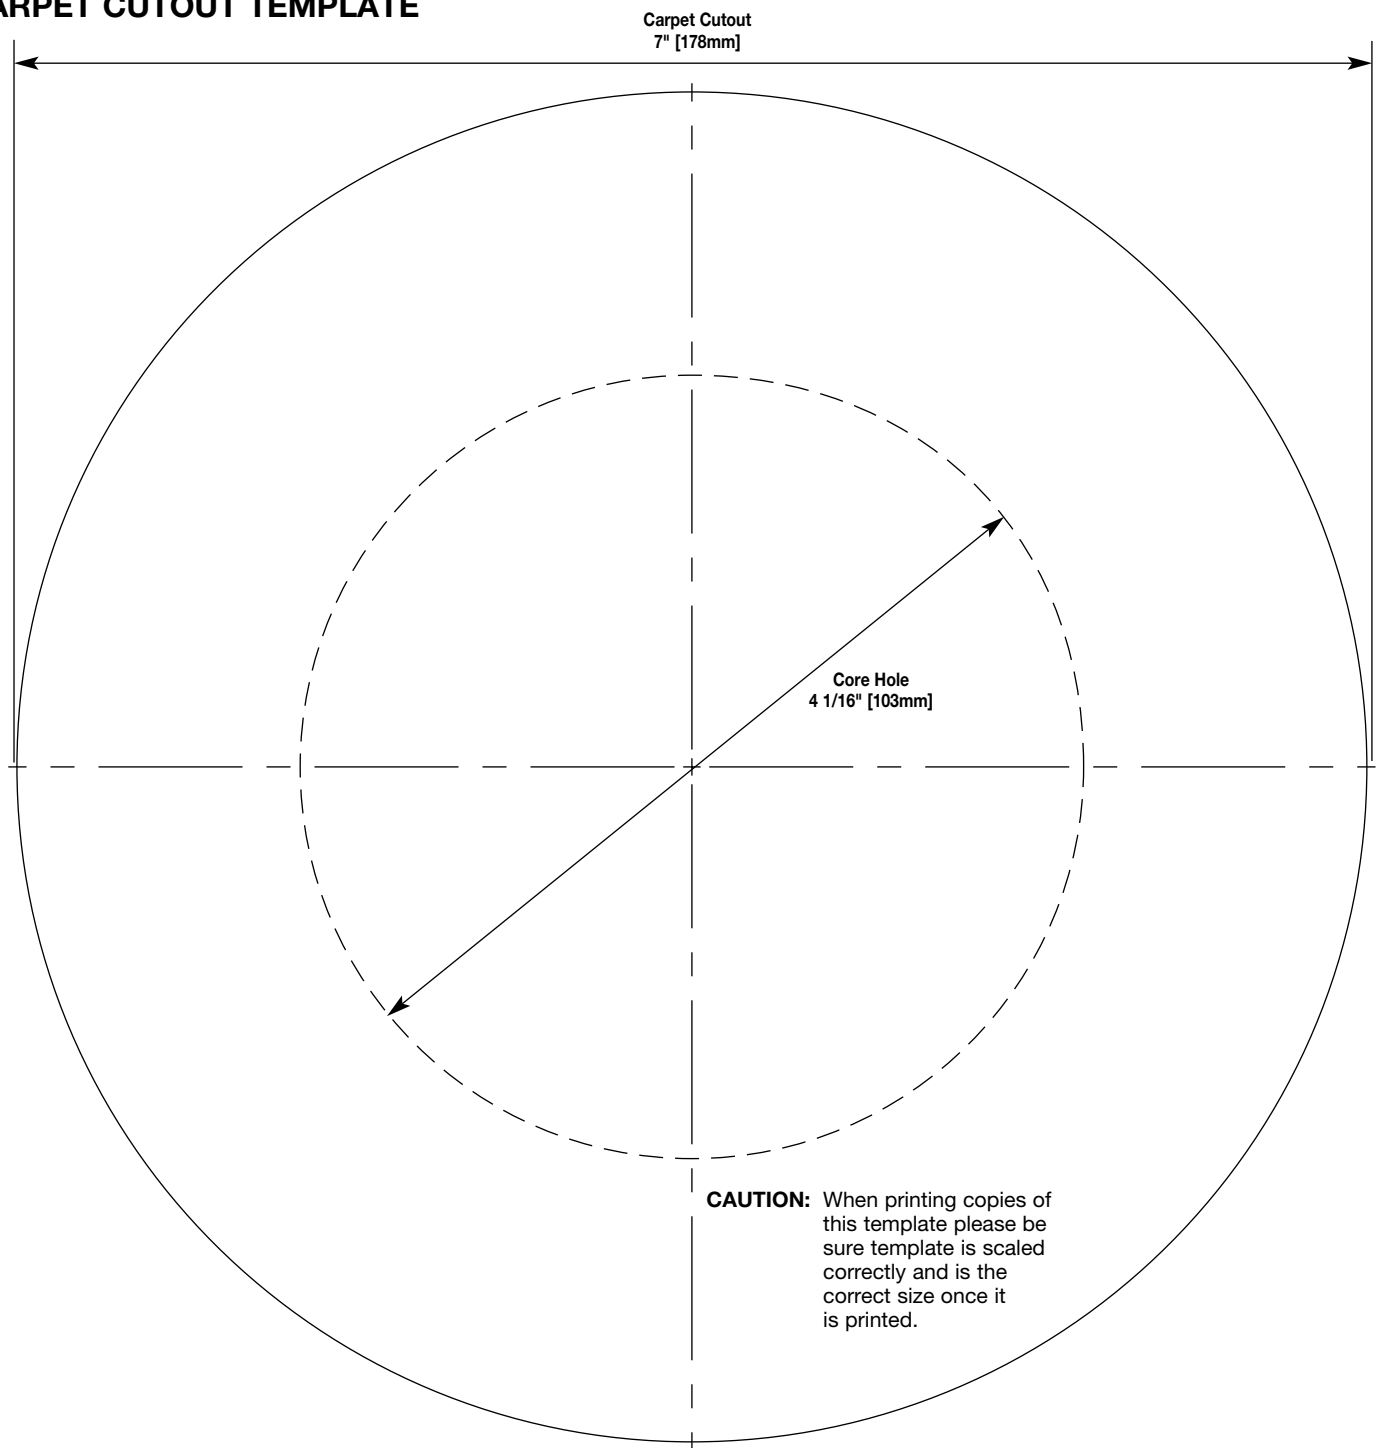 ARPET CUTOUT TEMPLATE
Carpet Cutout
7" [178mm]
Core Hole
4 1/16" [103mm]
CAUTION: When printing copies of
this template please be
sure template is scaled
correctly and is the
correct size once it
is printed.